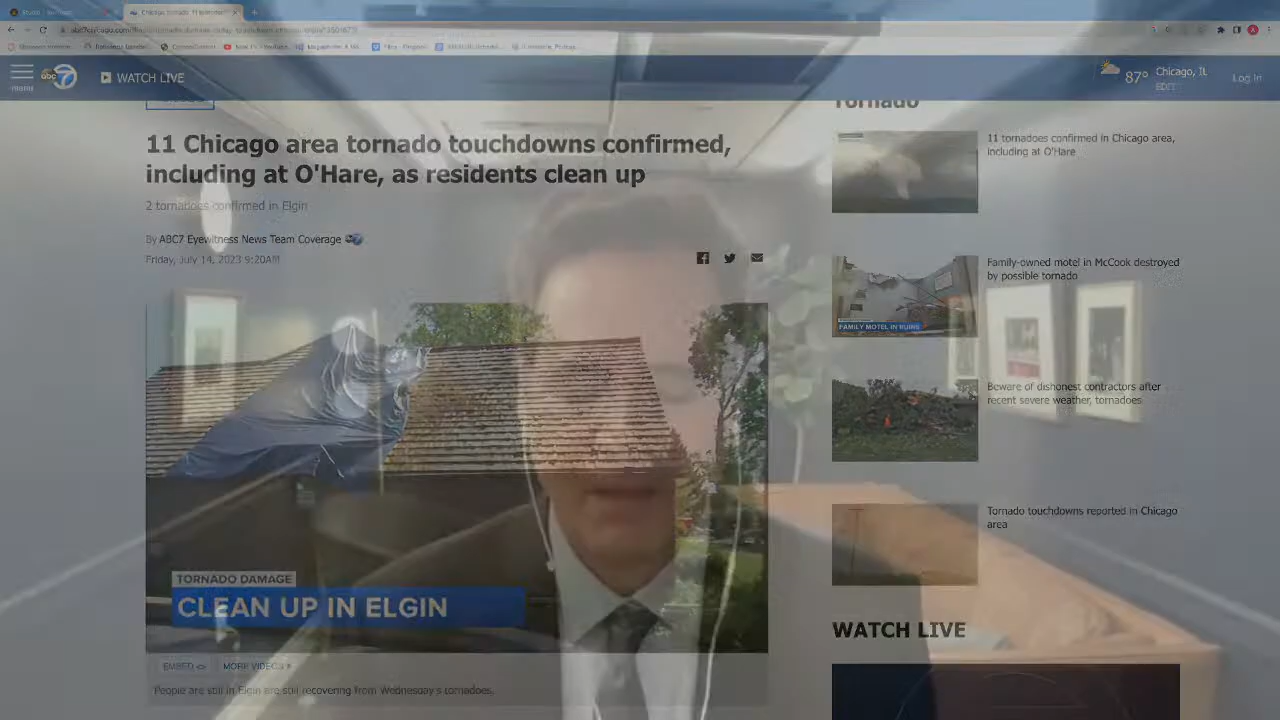 abc 7
WATCH LIVE
87°
Chicago, IL
EDIT
Log In
11 Chicago area tornado touchdowns confirmed,
including at O'Hare, as residents clean up
2 tornadoes confirmed in Elgin
By ABC7 Eyewitness News Team Coverage
Friday, July 14, 2023 9:20AM
TORNADO DAMAGE
CLEAN UP IN ELGIN
EMBED <>
MORE VIDEOS
People are still in Elgin are still recovering from Wednesday's tornadoes.
Tornado
11 tornadoes confirmed in Chicago area,
including at O'Hare
Family-owned motel in McCook destroyed
by possible tornado
FAMILY MOTEL IN RUINS
Beware of dishonest contractors after
recent severe weather, tornadoes
Tornado touchdowns reported in Chicago
area
WATCH LIVE